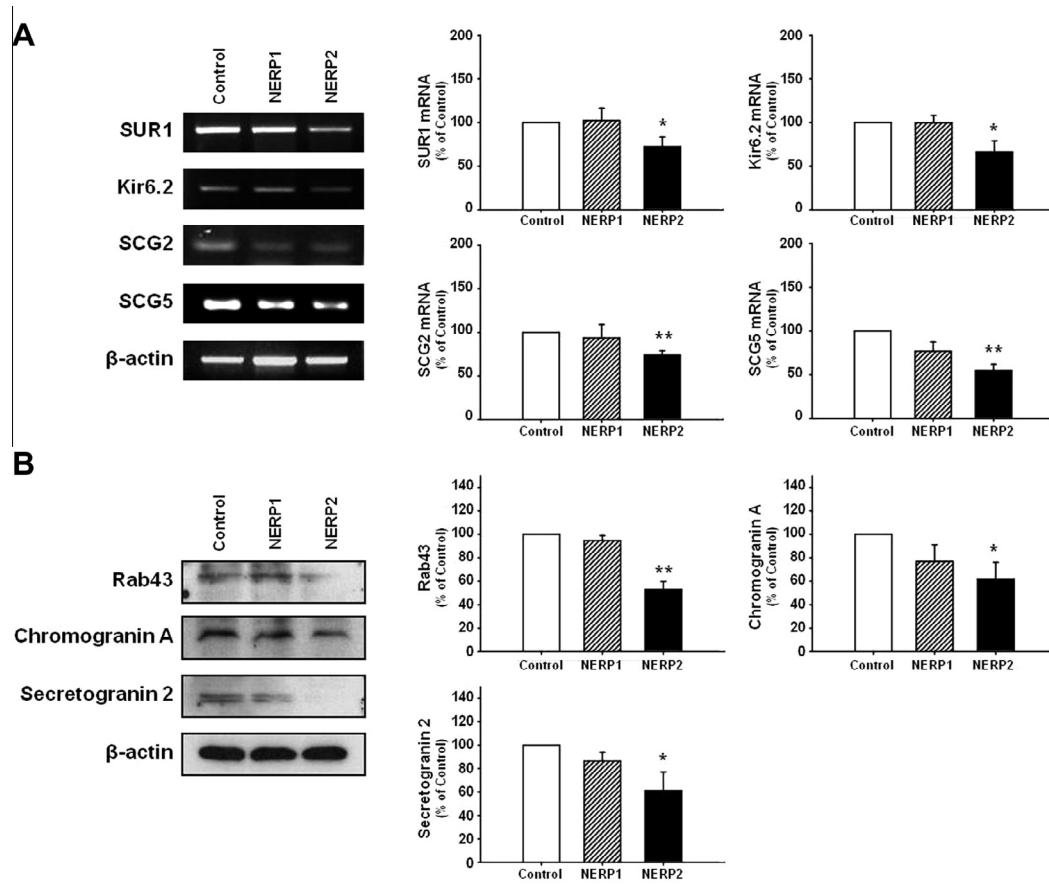 A
Control
NERP1
NERP2
SUR1
Kir6.2
SCG2
SCG5
β-actin
SUR1 mRNA
(% of Control)
200
150
100
50
0
*
Control NERP1 NERP2
Kir6.2 mRNA
(% of Control)
200
150
100
50
0
*
Control NERP1 NERP2
SCG2 mRNA
(% of Control)
200
150
100
50
0
**
Control NERP1 NERP2
SCG5 mRNA
(% of Control)
200
150
100
50
0
**
Control NERP1 NERP2
B
Control
NERP1
NERP2
Rab43
Chromogranin A
Secretogranin 2
β-actin
Rab43
(% of Control)
140
120
100
80
60
40
20
0
**
Control NERP1 NERP2
Chromogranin A
(% of Control)
140
120
100
80
60
40
20
0
*
Control NERP1 NERP2
Secretogranin 2
(% of Control)
140
120
100
80
60
40
20
0
*
Control NERP1 NERP2